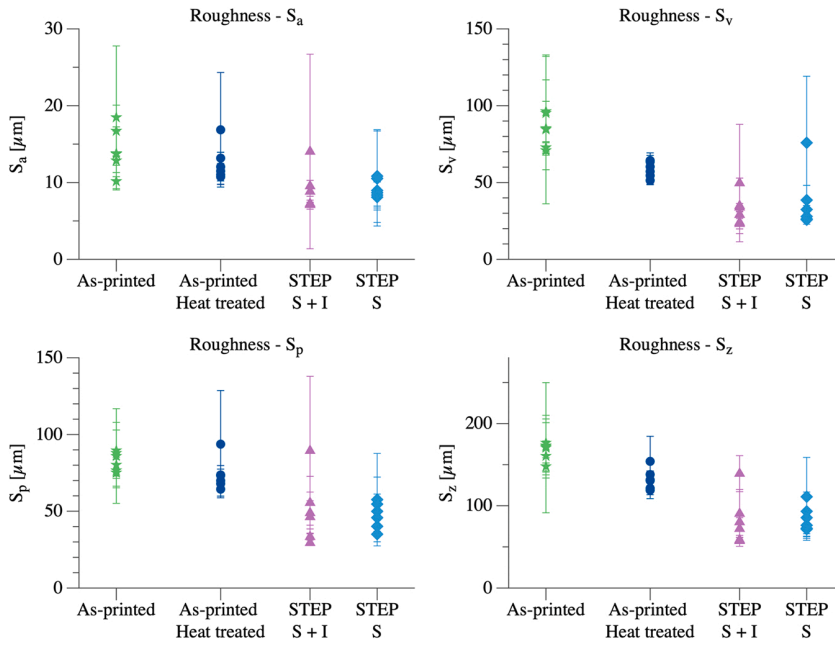 Roughness - Sₐ
30
20
10
0
Sₐ [μm]
As-printed
As-printed
Heat treated
STEP
S + I
STEP
S
Roughness - Sᵥ
150
100
50
0
Sᵥ [μm]
As-printed
As-printed
Heat treated
STEP
S + I
STEP
S
Roughness - Sₚ
150
100
50
0
Sₚ [μm]
As-printed
As-printed
Heat treated
STEP
S + I
STEP
S
Roughness - S_z
200
100
0
S_z [μm]
As-printed
As-printed
Heat treated
STEP
S + I
STEP
S